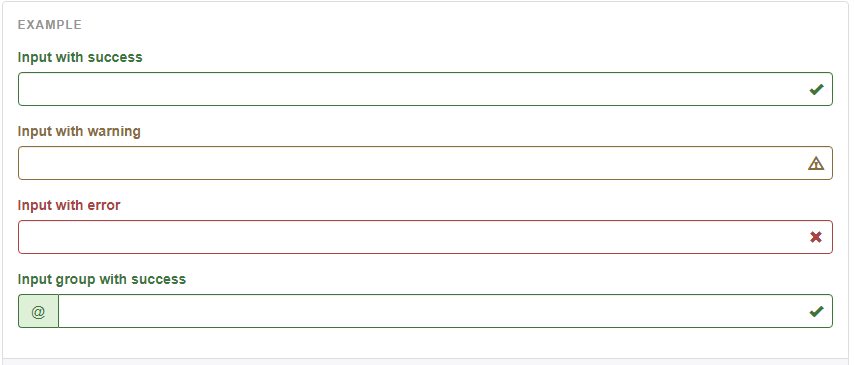 EXAMPLE
Input with success
Input with warning
Input with error
Input group with success
@